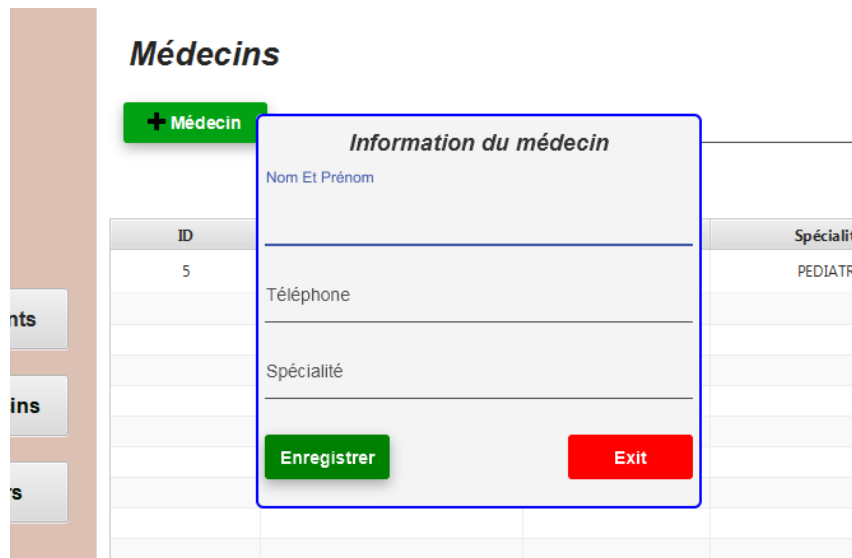 Médecins
Médecin
Information du médecin
Nom Et Prénom
ID
Spécialit
5
PEDIATR
Téléphone
nts
Spécialité
ins
Enregistrer
Exit
rs